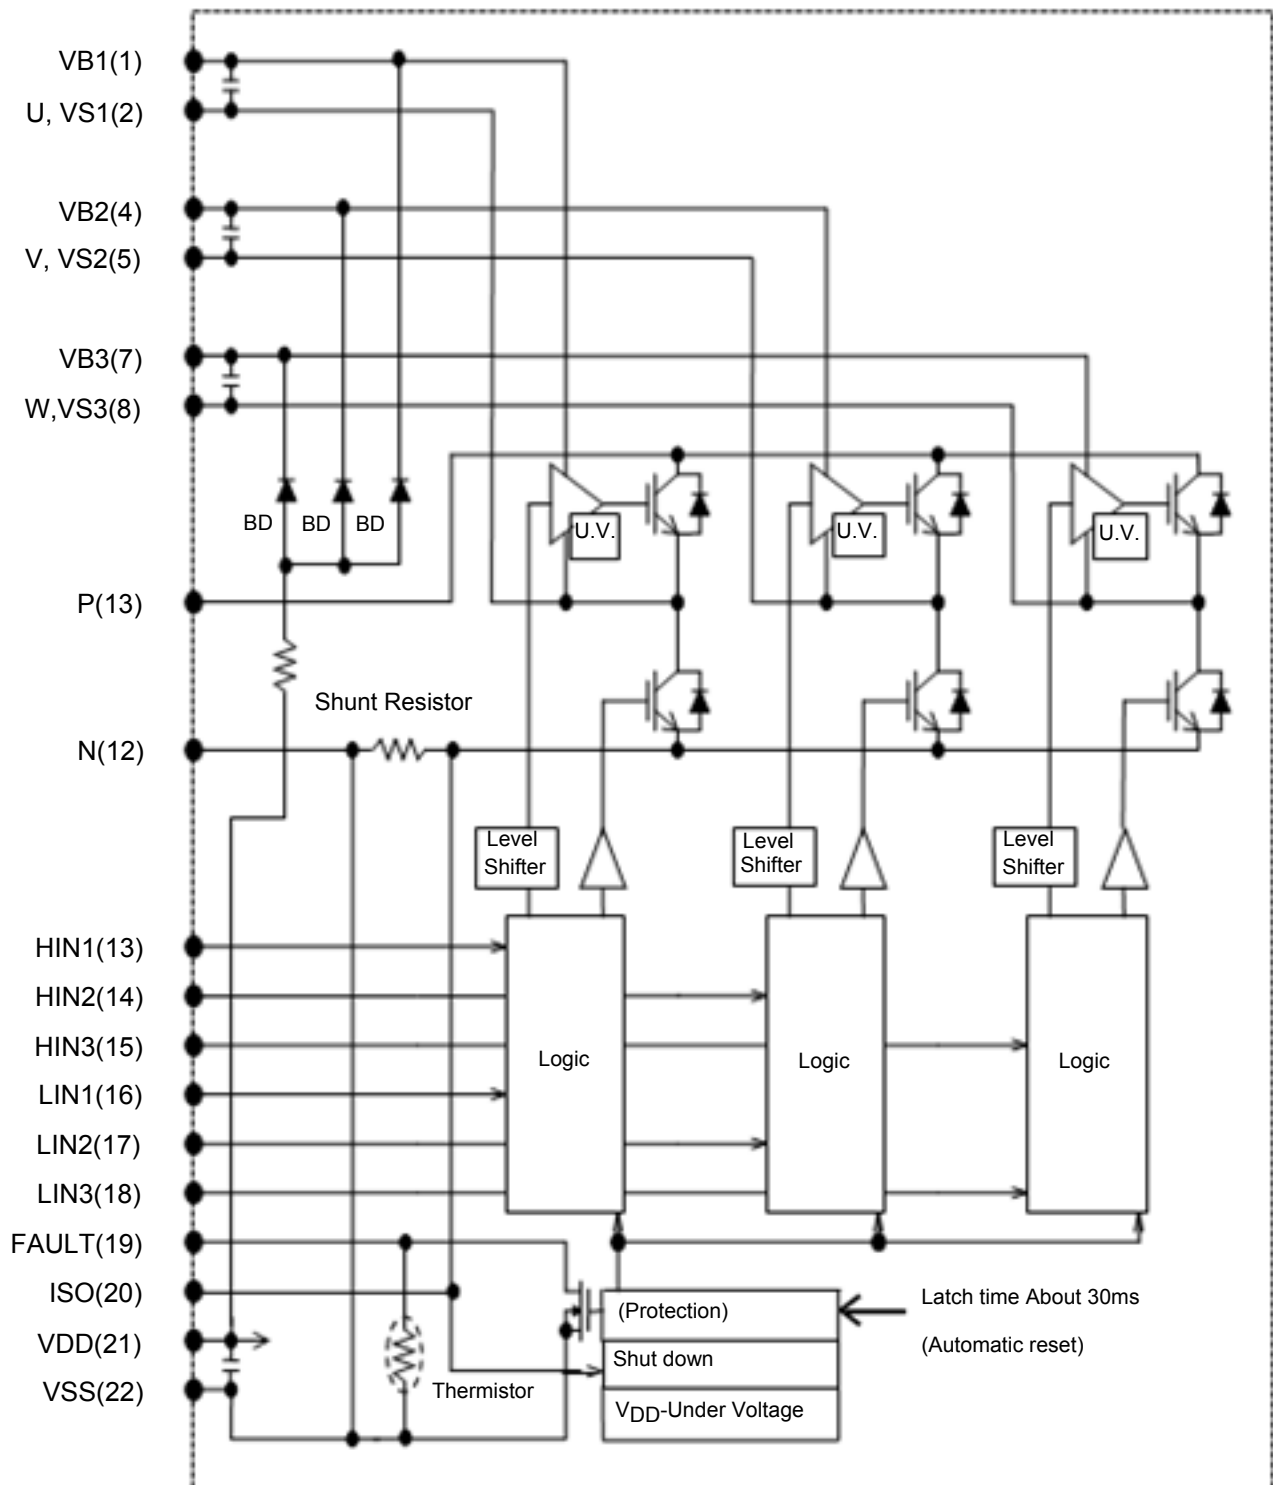 VB1(1)
U, VS1(2)
VB2(4)
V, VS2(5)
VB3(7)
W,VS3(8)
BD
BD
BD
U.V.
U.V.
U.V.
P(13)
Shunt Resistor
N(12)
Level
Shifter
Level
Shifter
Level
Shifter
HIN1(13)
HIN2(14)
HIN3(15)
LIN1(16)
LIN2(17)
LIN3(18)
Logic
Logic
Logic
FAULT(19)
ISO(20)
VDD(21)
VSS(22)
Thermistor
(Protection)
Shut down
VDD-Under Voltage
Latch time About 30ms
(Automatic reset)